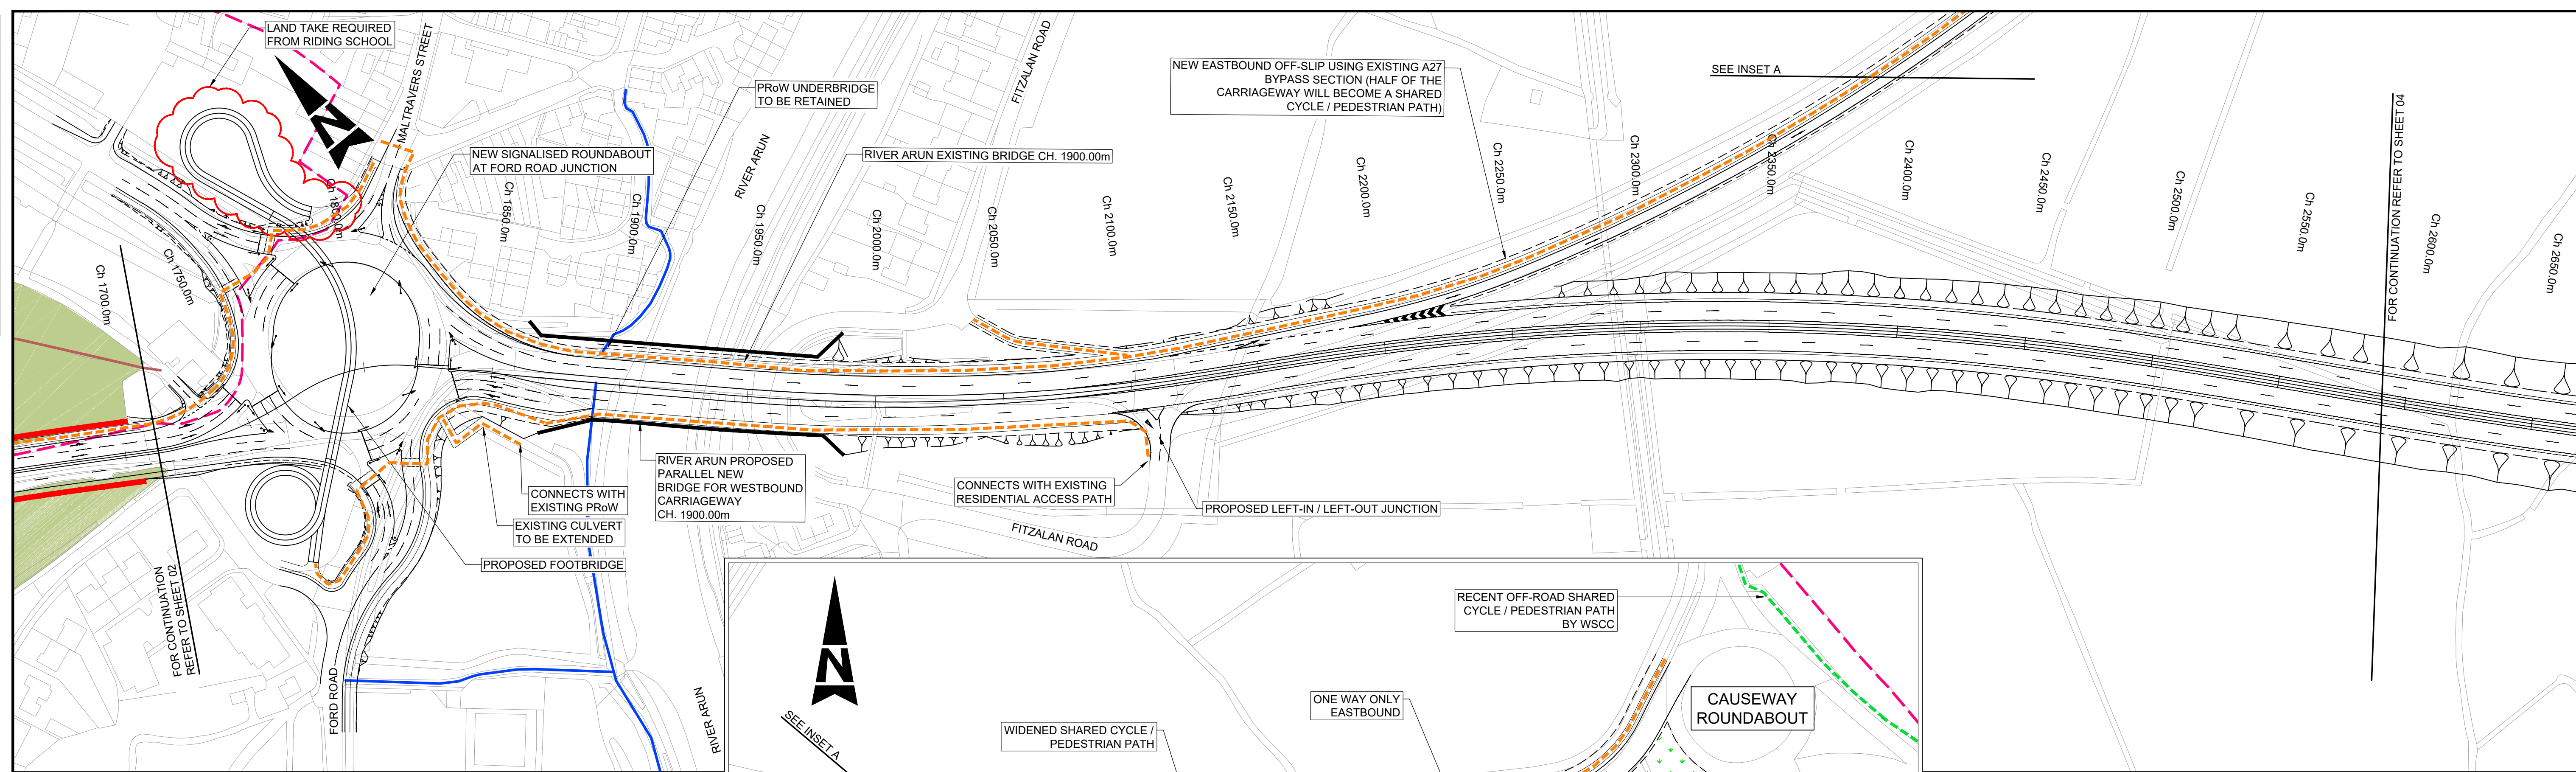 LAND TAKE REQUIRED
FROM RIDING SCHOOL
MALTRAVERS STREET
N
NEW SIGNALISED ROUNDABOUT
AT FORD ROAD JUNCTION
PRoW UNDERBRIDGE
TO BE RETAINED
RIVER ARUN
RIVER ARUN EXISTING BRIDGE CH. 1900.00m
FITZALAN ROAD
NEW EASTBOUND OFF-SLIP USING EXISTING A27
BYPASS SECTION (HALF OF THE
CARRIAGEWAY WILL BECOME A SHARED
CYCLE / PEDESTRIAN PATH)
SEE INSET A
FOR CONTINUATION REFER TO SHEET 04
Ch 1700.0m
Ch 1750.0m
Ch 1800.0m
Ch 1850.0m
Ch 1900.0m
Ch 1950.0m
Ch 2000.0m
Ch 2050.0m
Ch 2100.0m
Ch 2150.0m
Ch 2200.0m
Ch 2250.0m
Ch 2300.0m
Ch 2350.0m
Ch 2400.0m
Ch 2450.0m
Ch 2500.0m
Ch 2550.0m
Ch 2600.0m
Ch 2650.0m
FOR CONTINUATION
REFER TO SHEET 02
FORD ROAD
CONNECTS WITH
EXISTING PRoW
EXISTING CULVERT
TO BE EXTENDED
PROPOSED FOOTBRIDGE
RIVER ARUN PROPOSED
PARALLEL NEW
BRIDGE FOR WESTBOUND
CARRIAGEWAY
CH. 1900.00m
CONNECTS WITH EXISTING
RESIDENTIAL ACCESS PATH
PROPOSED LEFT-IN / LEFT-OUT JUNCTION
FITZALAN ROAD
RIVER ARUN
N
SEE INSET A
WIDENED SHARED CYCLE /
PEDESTRIAN PATH
ONE WAY ONLY
EASTBOUND
RECENT OFF-ROAD SHARED
CYCLE / PEDESTRIAN PATH
BY WSCC
CAUSEWAY
ROUNDABOUT